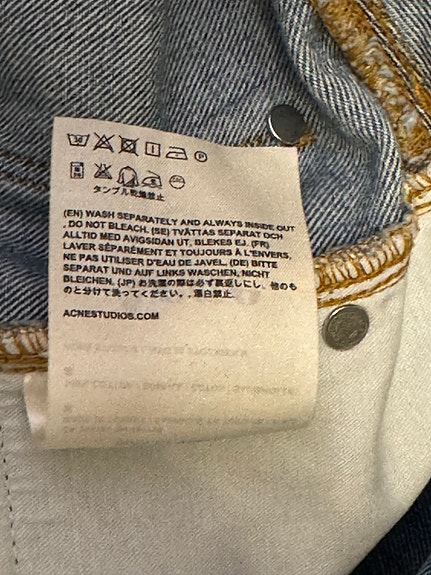 30
P
タンブル乾燥禁止
(EN) WASH SEPARATELY AND ALWAYS INSIDE OUT
, DO NOT BLEACH. (SE) TVÄTTAS SEPARAT OCH
ALLTID MED AVIGSIDAN UT, BLEKES EJ. (FR)
LAVER SÉPARÉMENT ET TOUJOURS À L'ENVERS,
NE PAS UTILISER D'EAU DE JAVEL. (DE) BITTE
SEPARAT UND AUF LINKS WASCHEN, NICHT
BLEICHEN. (JP) お洗濯の際は必ず裏返しにし、他のも
のと分けて洗ってください。, 漂白禁止.
ACNESTUDIOS.COM